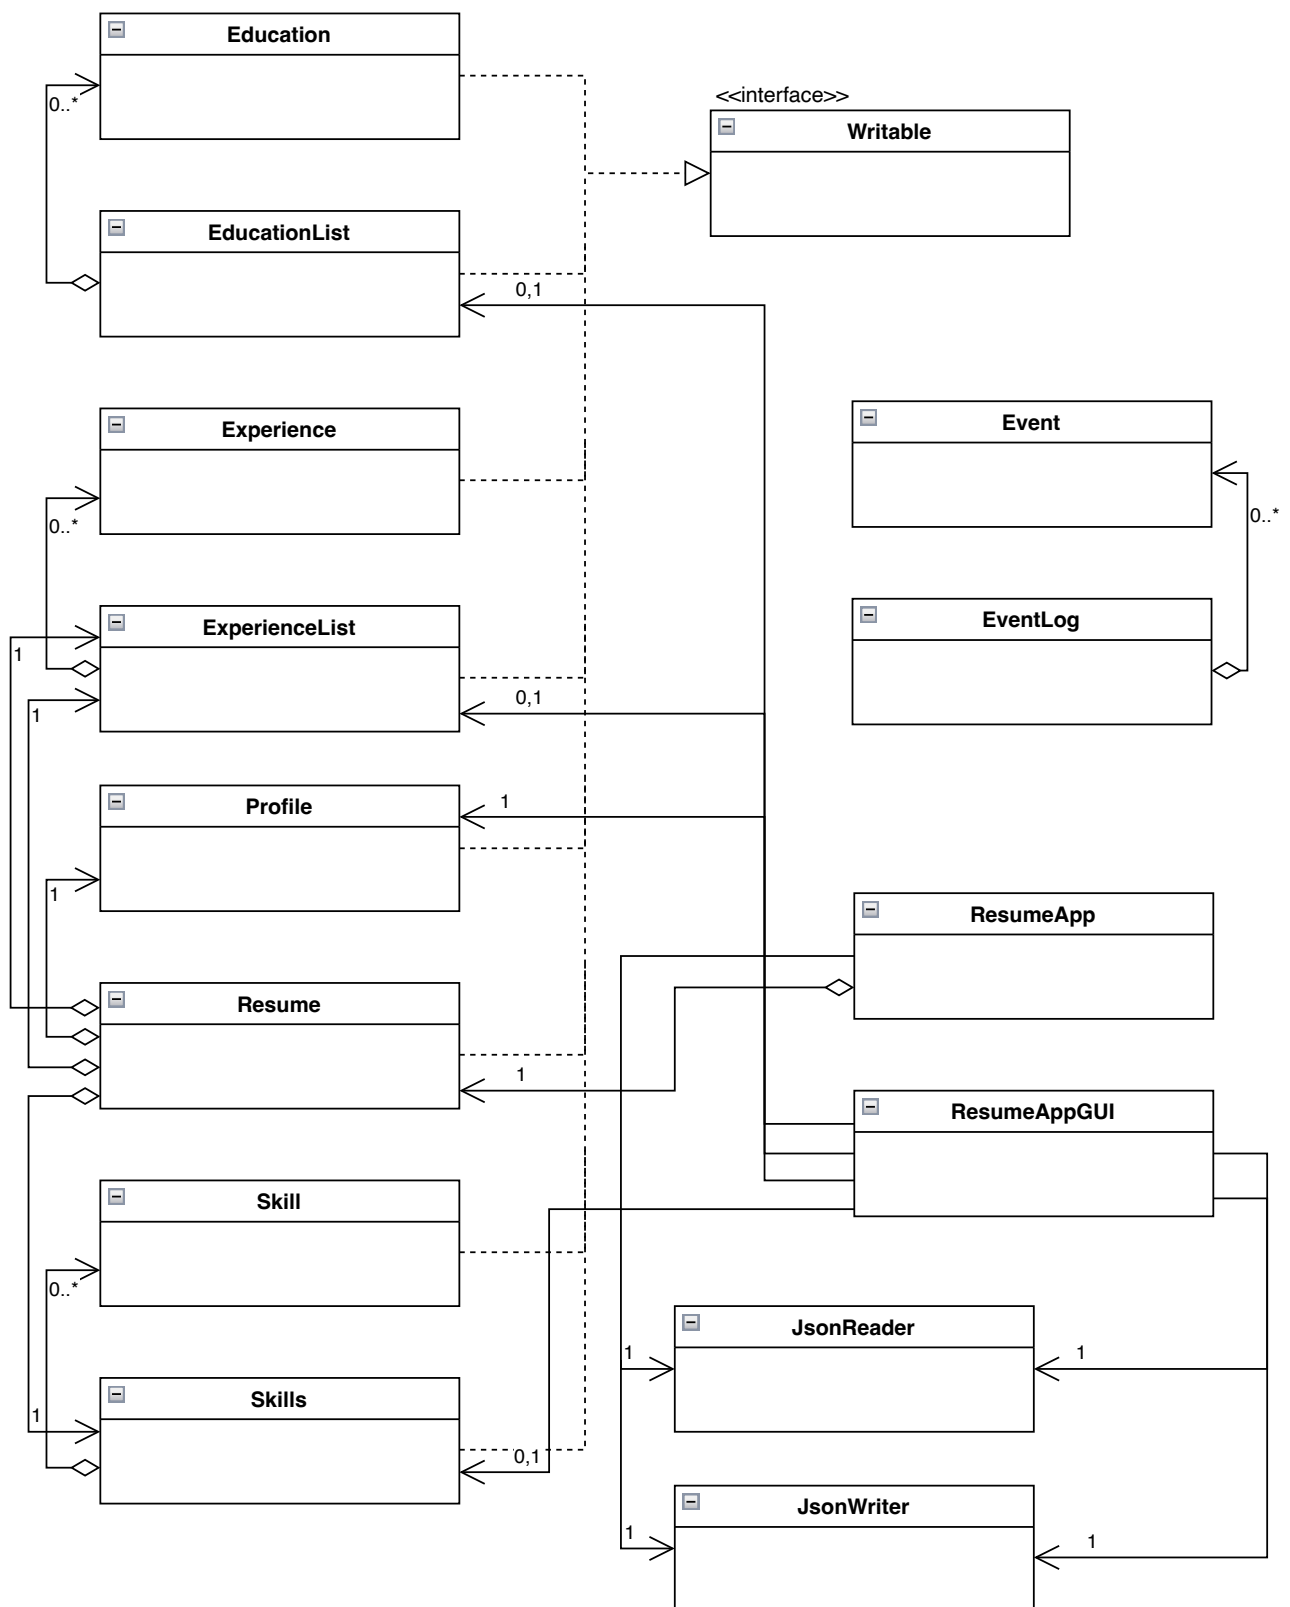 Education
0..*
<<interface>>
Writable
EducationList
0,1
Experience
0..*
Event
0..*
ExperienceList
1
EventLog
0,1
1
Profile
1
1
ResumeApp
Resume
1
ResumeAppGUI
Skill
0..*
JsonReader
1
1
Skills
1
0,1
JsonWriter
1
1